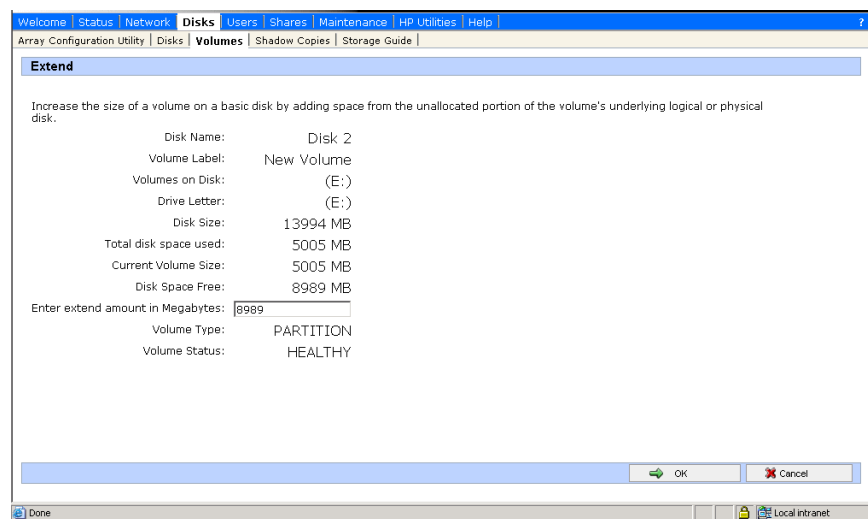 Welcome | Status | Network | Disks | Users | Shares | Maintenance | HP Utilities | Help | ?
Array Configuration Utility | Disks | Volumes | Shadow Copies | Storage Guide |
Extend
Increase the size of a volume on a basic disk by adding space from the unallocated portion of the volume's underlying logical or physical
disk.
Disk Name: Disk 2
Volume Label: New Volume
Volumes on Disk: (E:)
Drive Letter: (E:)
Disk Size: 13994 MB
Total disk space used: 5005 MB
Current Volume Size: 5005 MB
Disk Space Free: 8989 MB
Enter extend amount in Megabytes: 8989
Volume Type: PARTITION
Volume Status: HEALTHY
OK Cancel
Done Local intranet